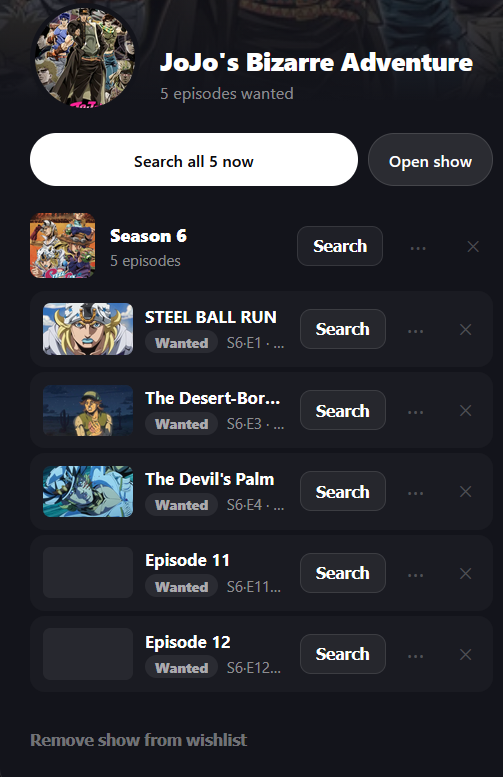 JoJo's Bizarre Adventure
5 episodes wanted
Search all 5 now
Open show
Season 6
5 episodes
Search
...
STEEL BALL RUN
Wanted S6·E1 · ...
Search
...
The Desert-Bor...
Wanted S6·E3 · ...
Search
...
The Devil's Palm
Wanted S6·E4 · ...
Search
...
Episode 11
Wanted S6·E11...
Search
...
Episode 12
Wanted S6·E12...
Search
...
Remove show from wishlist